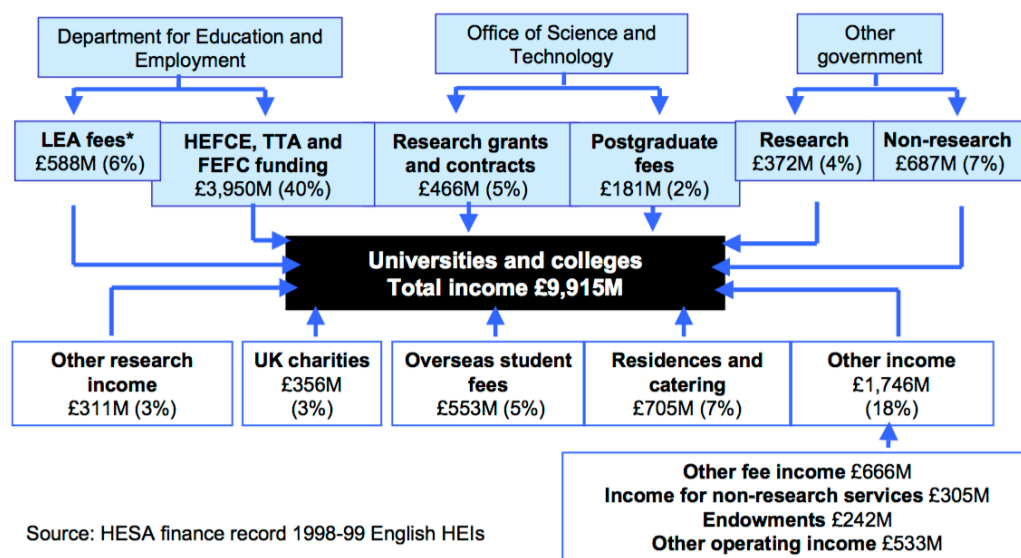 Department for Education and
Employment
Office of Science and
Technology
Other
government
LEA fees*
£588M (6%)
HEFCE, TTA and
FEFC funding
£3,950M (40%)
Research grants
and contracts
£466M (5%)
Postgraduate
fees
£181M (2%)
Research
£372M (4%)
Non-research
£687M (7%)
Universities and colleges
Total income £9,915M
Other research
income
£311M (3%)
UK charities
£356M
(3%)
Overseas student
fees
£553M (5%)
Residences and
catering
£705M (7%)
Other income
£1,746M
(18%)
Other fee income £666M
Income for non-research services £305M
Endowments £242M
Other operating income £533M
Source: HESA finance record 1998-99 English HEIs